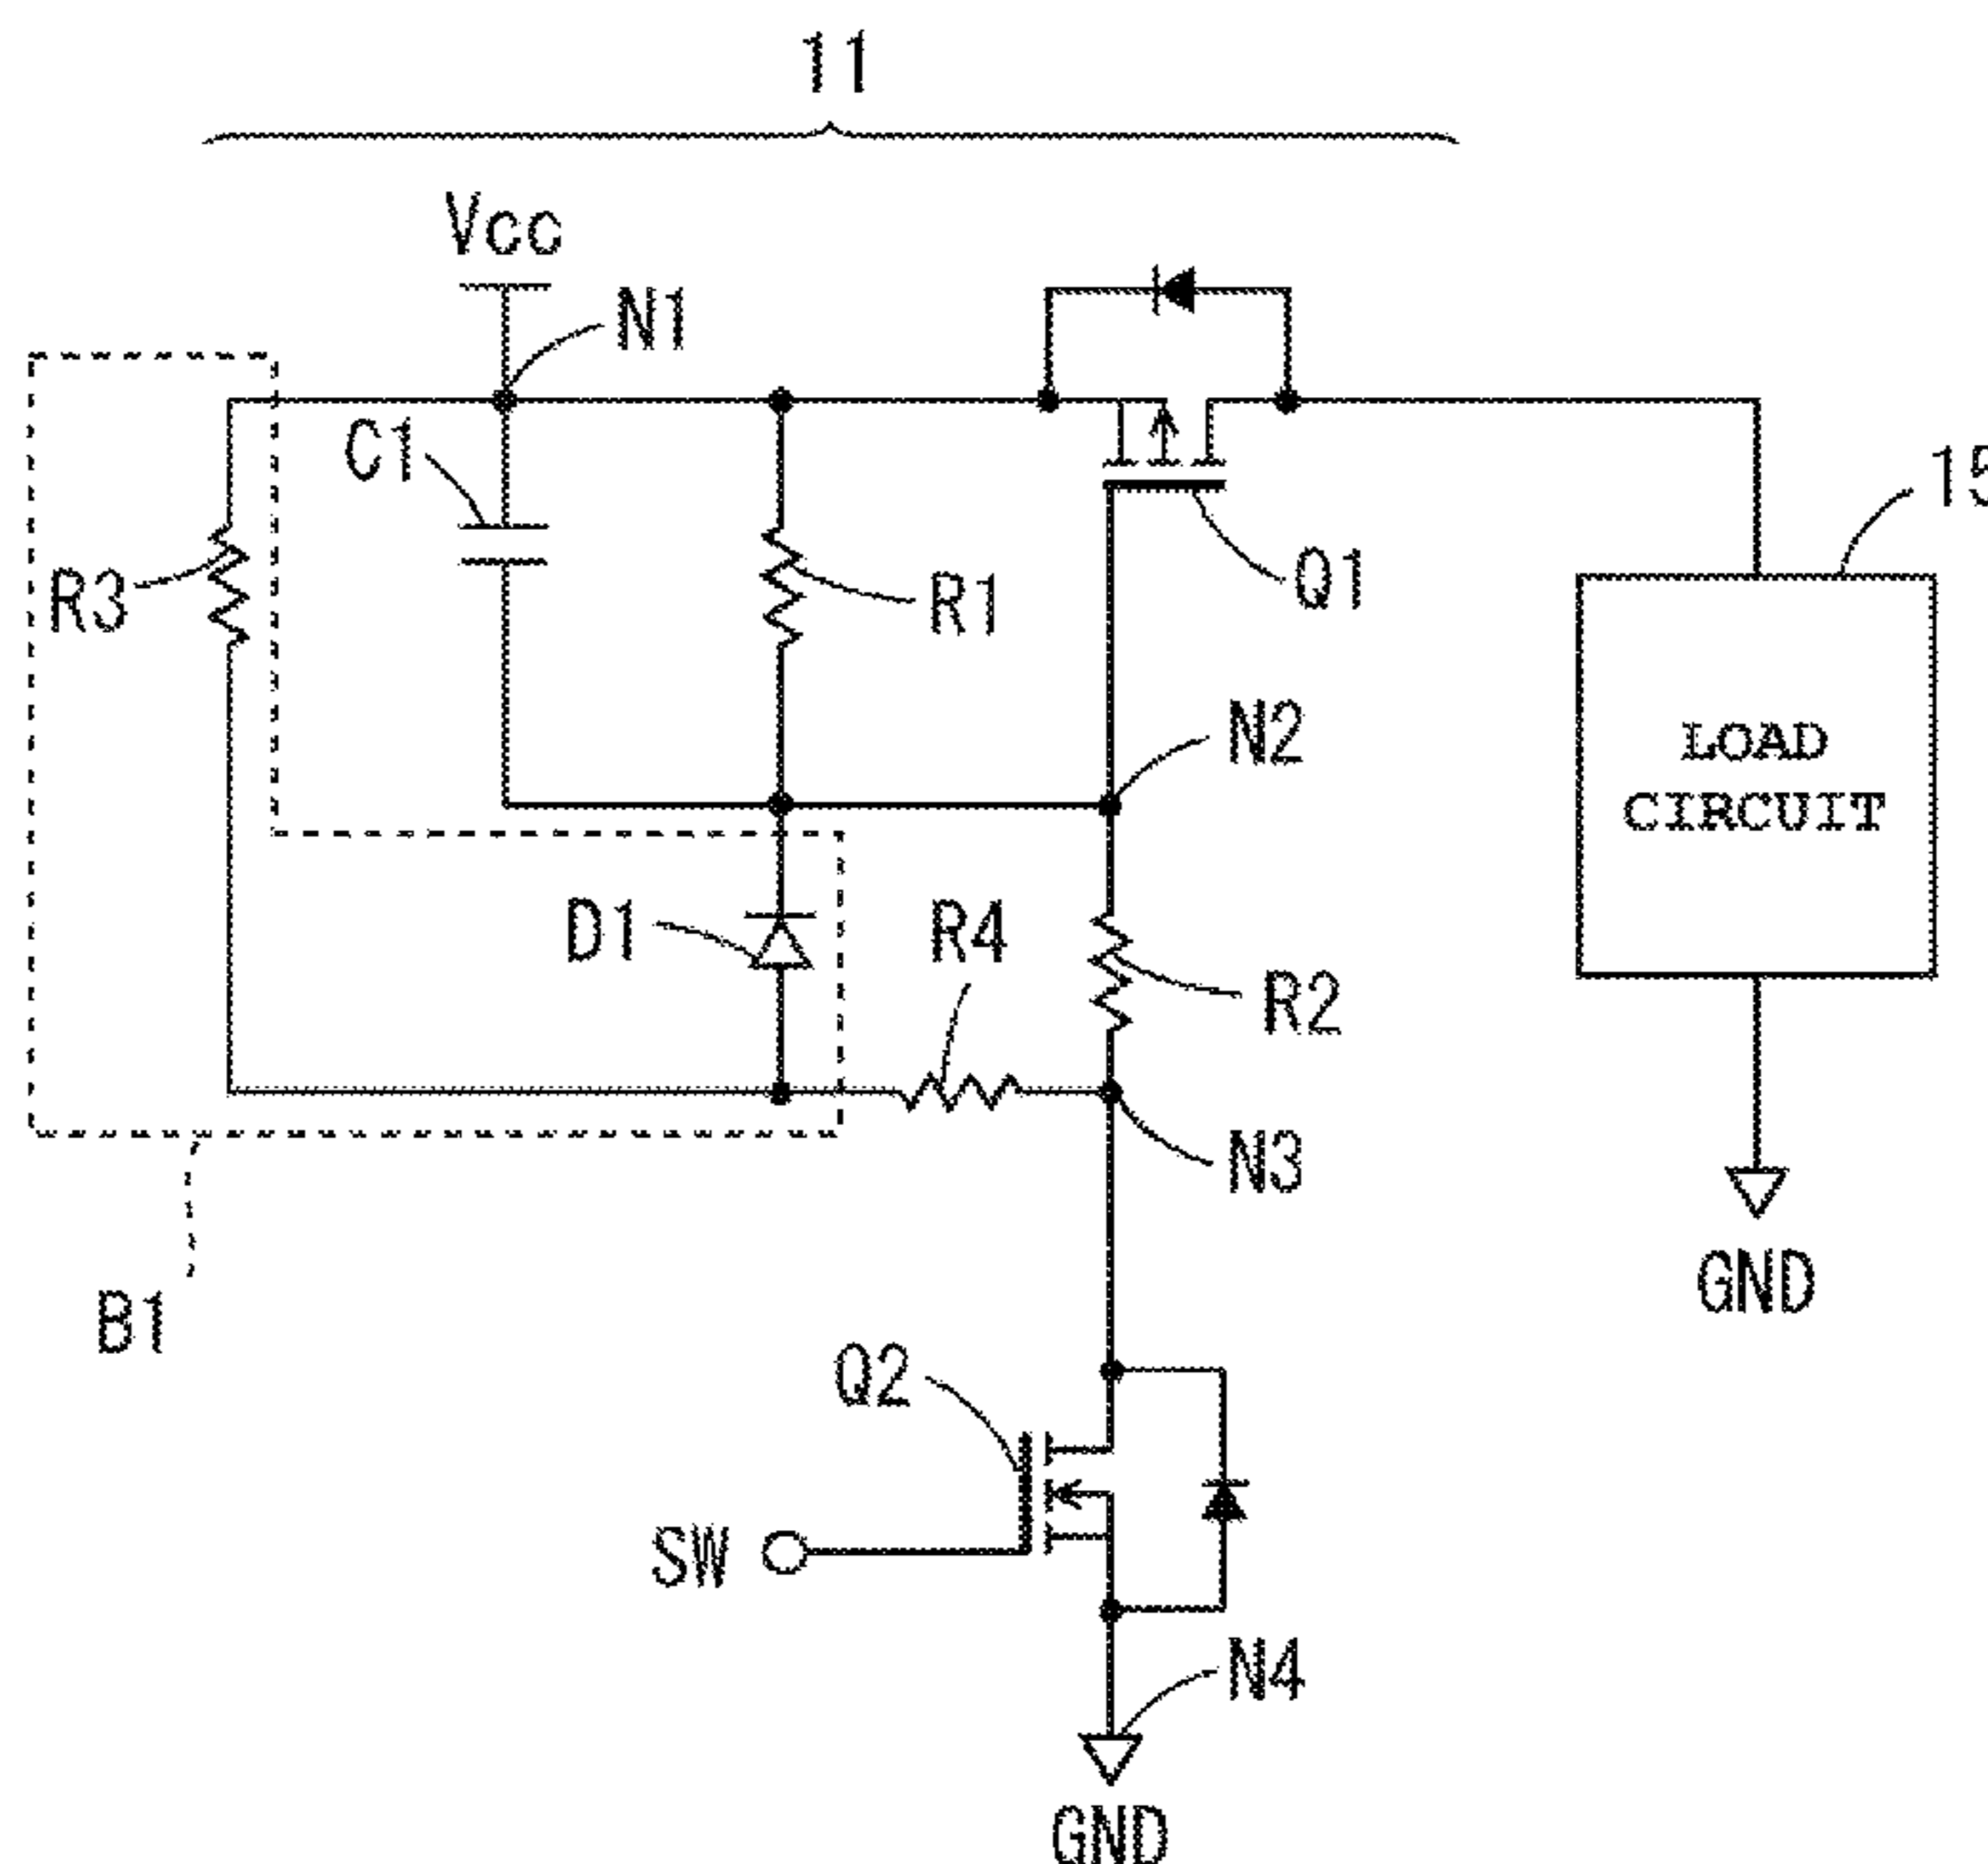 11
Vcc
N1
C1
R3
R1
Q1
15
N2
LOAD
CIRCUIT
D1
R4
R2
N3
B1
GND
Q2
SW
N4
GND